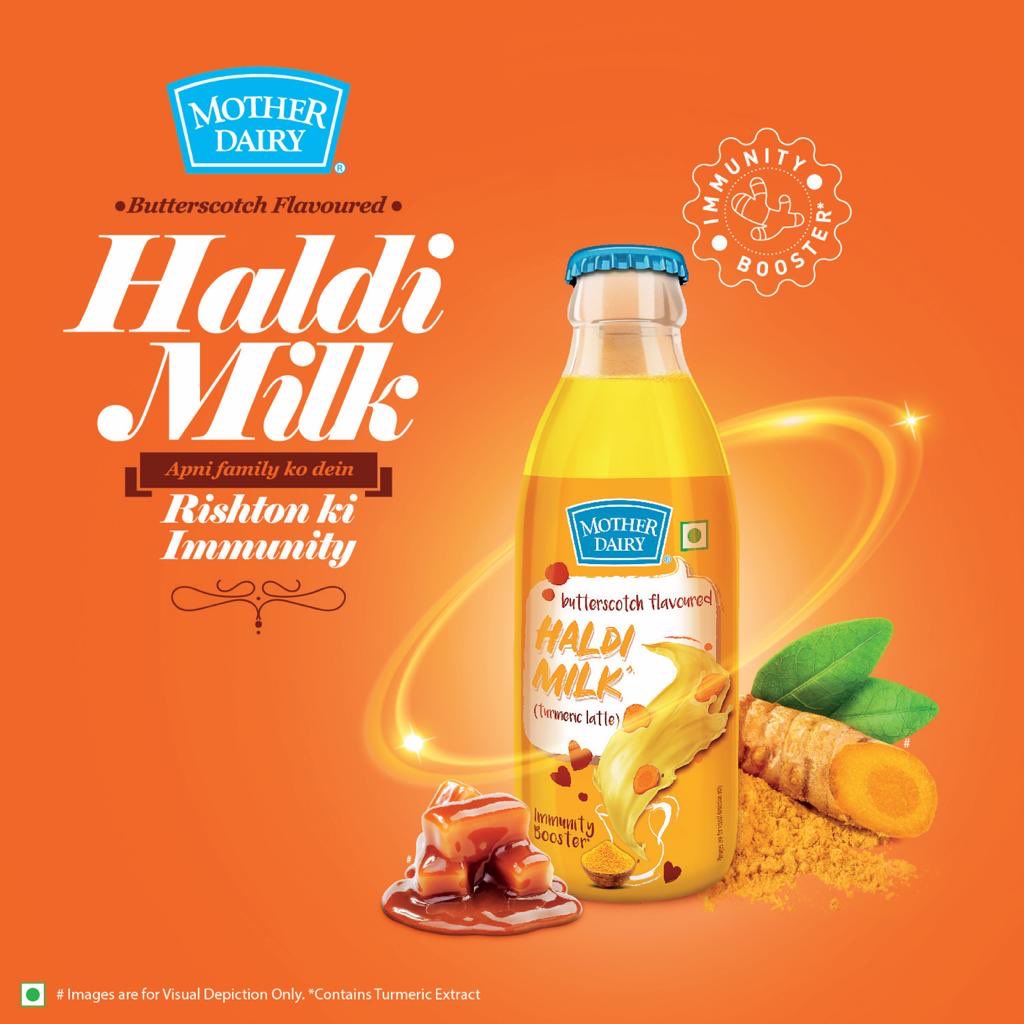 MOTHER
DAIRY
®
•Butterscotch Flavoured•
Haldi
Milk
Apni family ko dein
Rishton ki
Immunity
IMMUNITY
BOOSTER*
MOTHER
DAIRY
®
butterscotch flavoured
HALDI
MILK*
(turmeric latte)
Immunity
Booster*
#
# Images are for Visual Depiction Only. *Contains Turmeric Extract